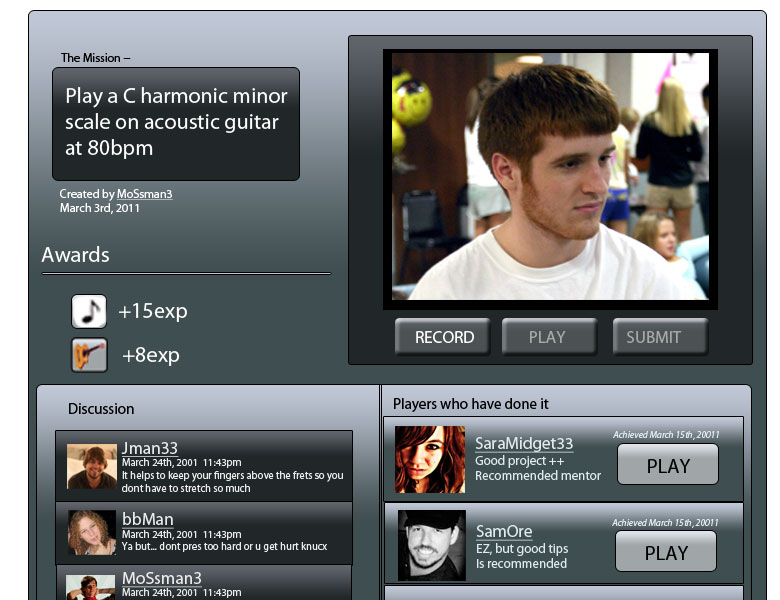 The Mission –
Play a C harmonic minor
scale on acoustic guitar
at 80bpm
Created by MoSsman3
March 3rd, 2011
Awards
+15exp
+8exp
RECORD
PLAY
SUBMIT
Discussion
Jman33
March 24th, 2001 11:43pm
It helps to keep your fingers above the frets so you
dont have to stretch so much
bbMan
March 24th, 2001 11:43pm
Ya but... dont pres too hard or u get hurt knucx
MoSsman3
March 24th, 2001 11:43pm
Players who have done it
SaraMidget33
Good project ++
Recommended mentor
Achieved March 15th, 20011
PLAY
SamOre
EZ, but good tips
Is recommended
Achieved March 15th, 20011
PLAY